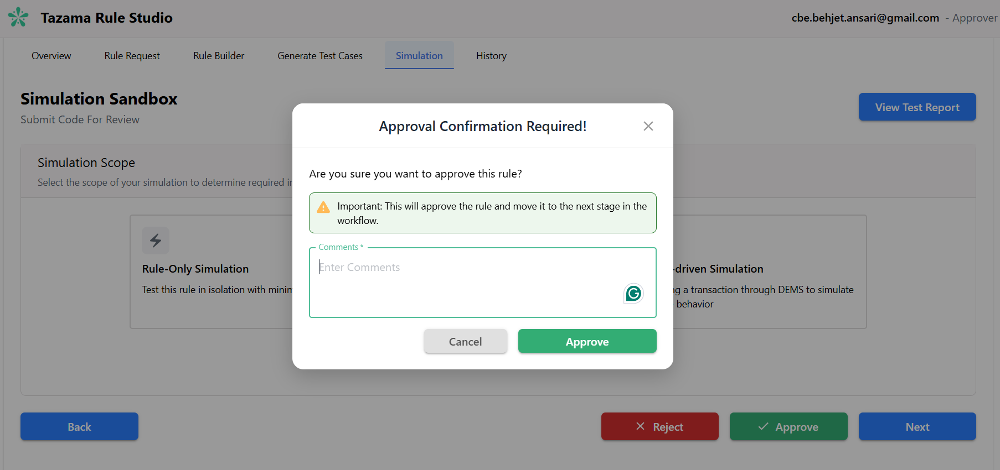 Tazama Rule Studio
cbe.behjet.ansari@gmail.com - Approver
Overview
Rule Request
Rule Builder
Generate Test Cases
Simulation
History
Simulation Sandbox
Submit Code For Review
View Test Report
Simulation Scope
Select the scope of your simulation to determine required
Rule-Only Simulation
Test this rule in isolation with
-driven Simulation
a transaction through DEMS to simulate
behavior
Approval Confirmation Required!
Are you sure you want to approve this rule?
Important: This will approve the rule and move it to the next stage in the
workflow.
Comments *
Enter Comments
Cancel
Approve
Back
Reject
Approve
Next